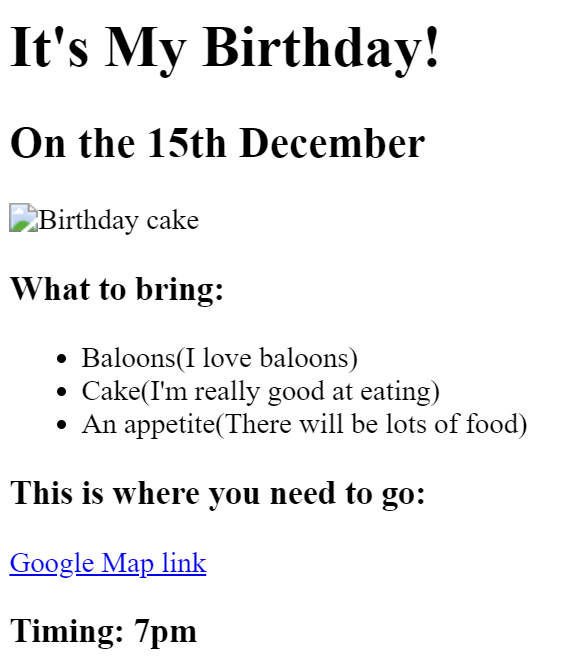 It's My Birthday!
On the 15th December
Birthday cake
What to bring:
Baloons(I love baloons)
Cake(I'm really good at eating)
An appetite(There will be lots of food)
This is where you need to go:
Google Map link
Timing: 7pm